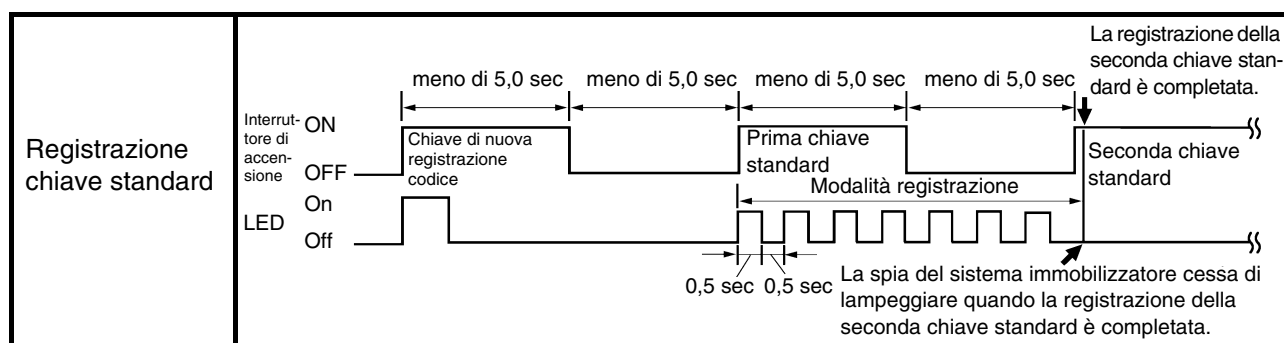 Registrazione
chiave standard
La registrazione della
seconda chiave stan-
dard è completata.
meno di 5,0 sec
meno di 5,0 sec
meno di 5,0 sec
meno di 5,0 sec
Interrut-
tore di
accen-
sione
ON
OFF
Chiave di nuova
registrazione
codice
Prima chiave
standard
Seconda chiave
standard
Modalità registrazione
LED
On
Off
0,5 sec
0,5 sec
La spia del sistema immobilizzatore cessa di
lampeggiare quando la registrazione della
seconda chiave standard è completata.